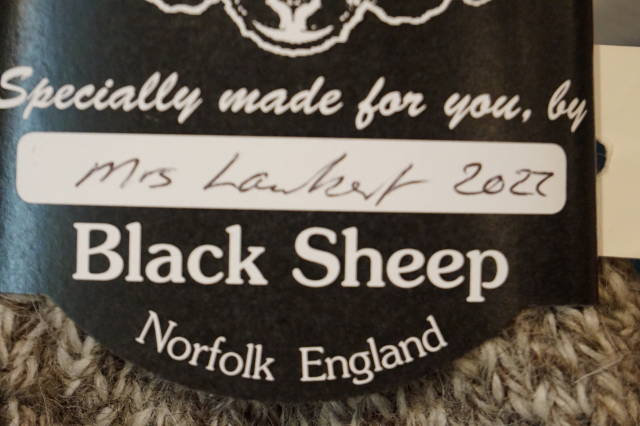 Specially made for you, by
Mrs Lambert 2022
Black Sheep
Norfolk England